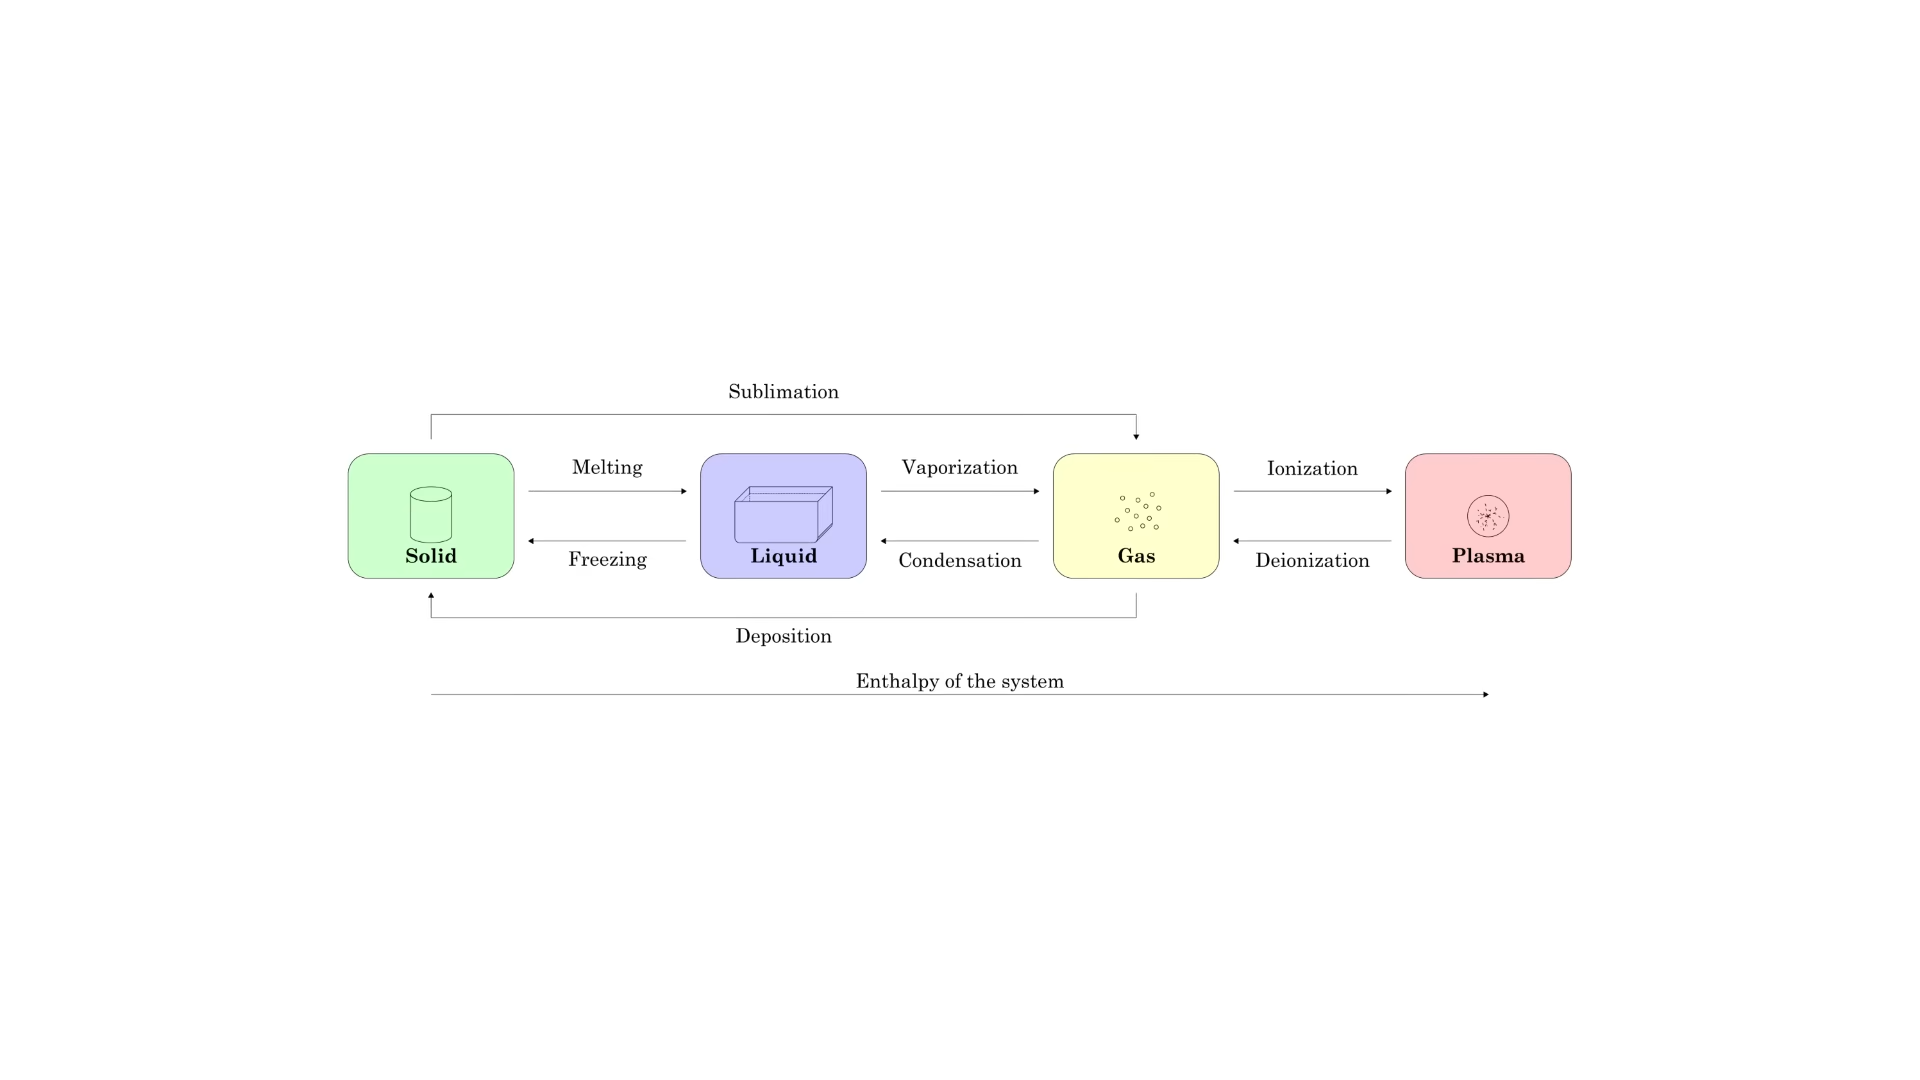 Sublimation
Melting
Vaporization
Ionization
Solid
Freezing
Liquid
Condensation
Gas
Deionization
Plasma
Deposition
Enthalpy of the system